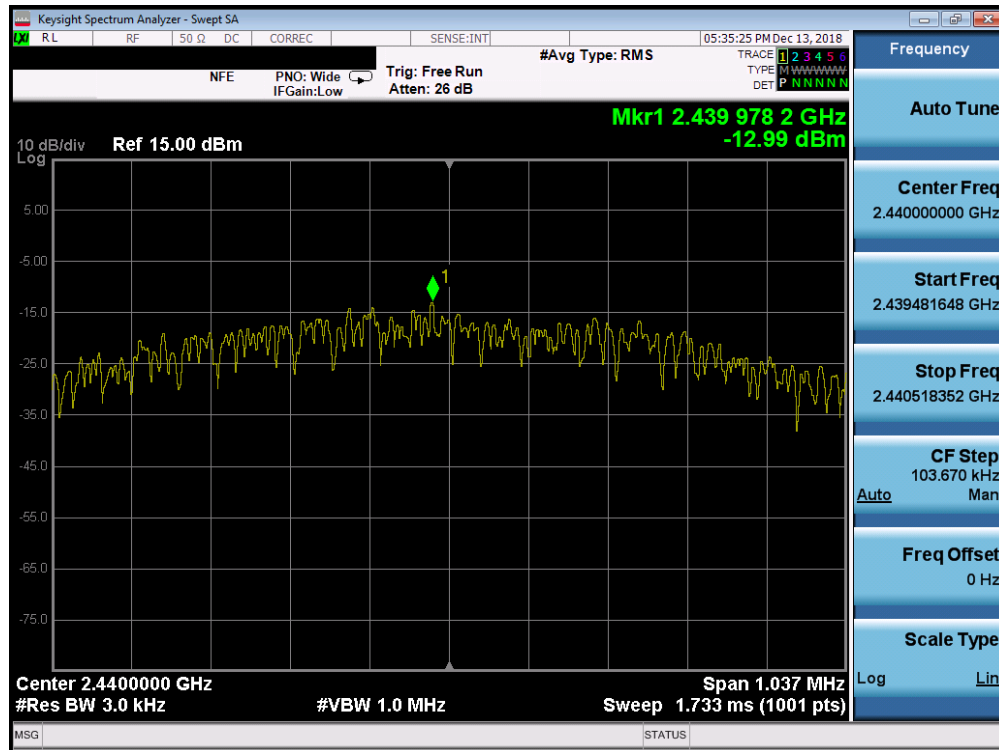 Keysight Spectrum Analyzer - Swept SA
LXI RL RF 50 Ω DC CORREC SENSE:INT 05:35:25 PM Dec 13, 2018
NFE PNO: Wide Trig: Free Run #Avg Type: RMS TRACE 1 2 3 4 5 6
IFGain:Low Atten: 26 dB TYPE M WWWWW
DET P N N N N N
Mkr1 2.439 978 2 GHz
-12.99 dBm
10 dB/div Ref 15.00 dBm
Log
5.00
-5.00
1
-15.0
-25.0
-35.0
-45.0
-55.0
-65.0
-75.0
Center 2.4400000 GHz Span 1.037 MHz
#Res BW 3.0 kHz #VBW 1.0 MHz Sweep 1.733 ms (1001 pts)
MSG STATUS
Frequency
Auto Tune
Center Freq
2.440000000 GHz
Start Freq
2.439481648 GHz
Stop Freq
2.440518352 GHz
CF Step
103.670 kHz
Auto Man
Freq Offset
0 Hz
Scale Type
Log Lin